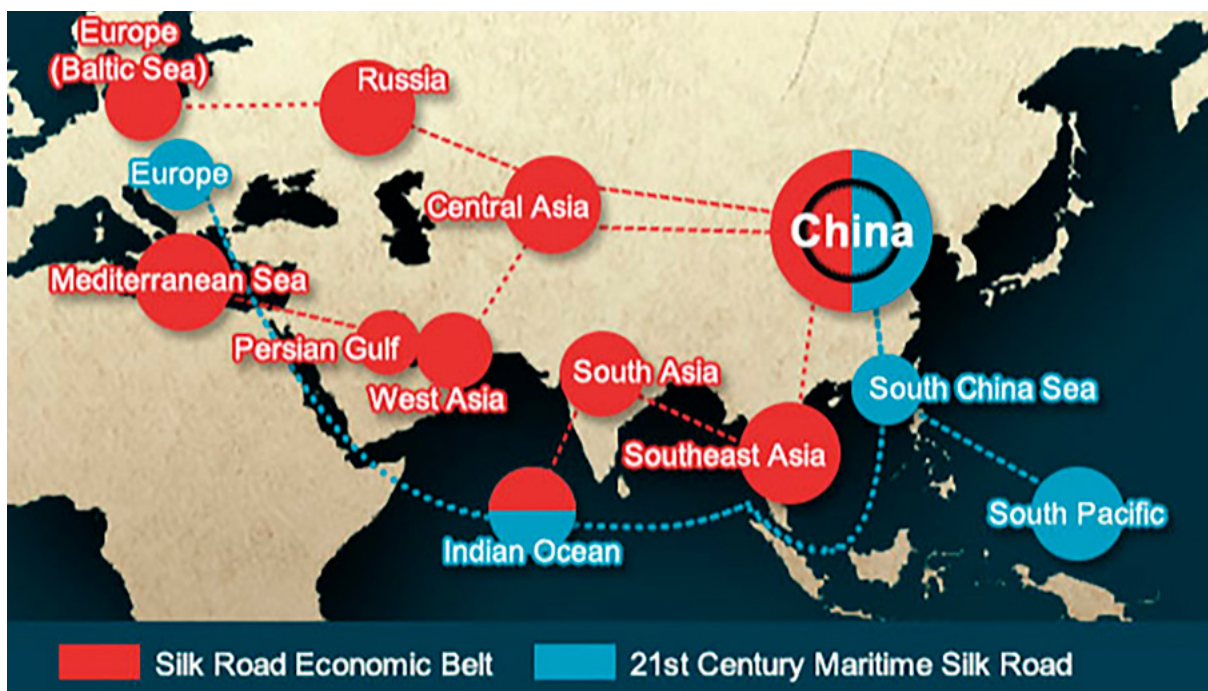 Europe
(Baltic Sea)
Russia
Europe
Central Asia
China
Mediterranean Sea
Persian Gulf
West Asia
South Asia
South China Sea
Southeast Asia
South Pacific
Indian Ocean
Silk Road Economic Belt
21st Century Maritime Silk Road